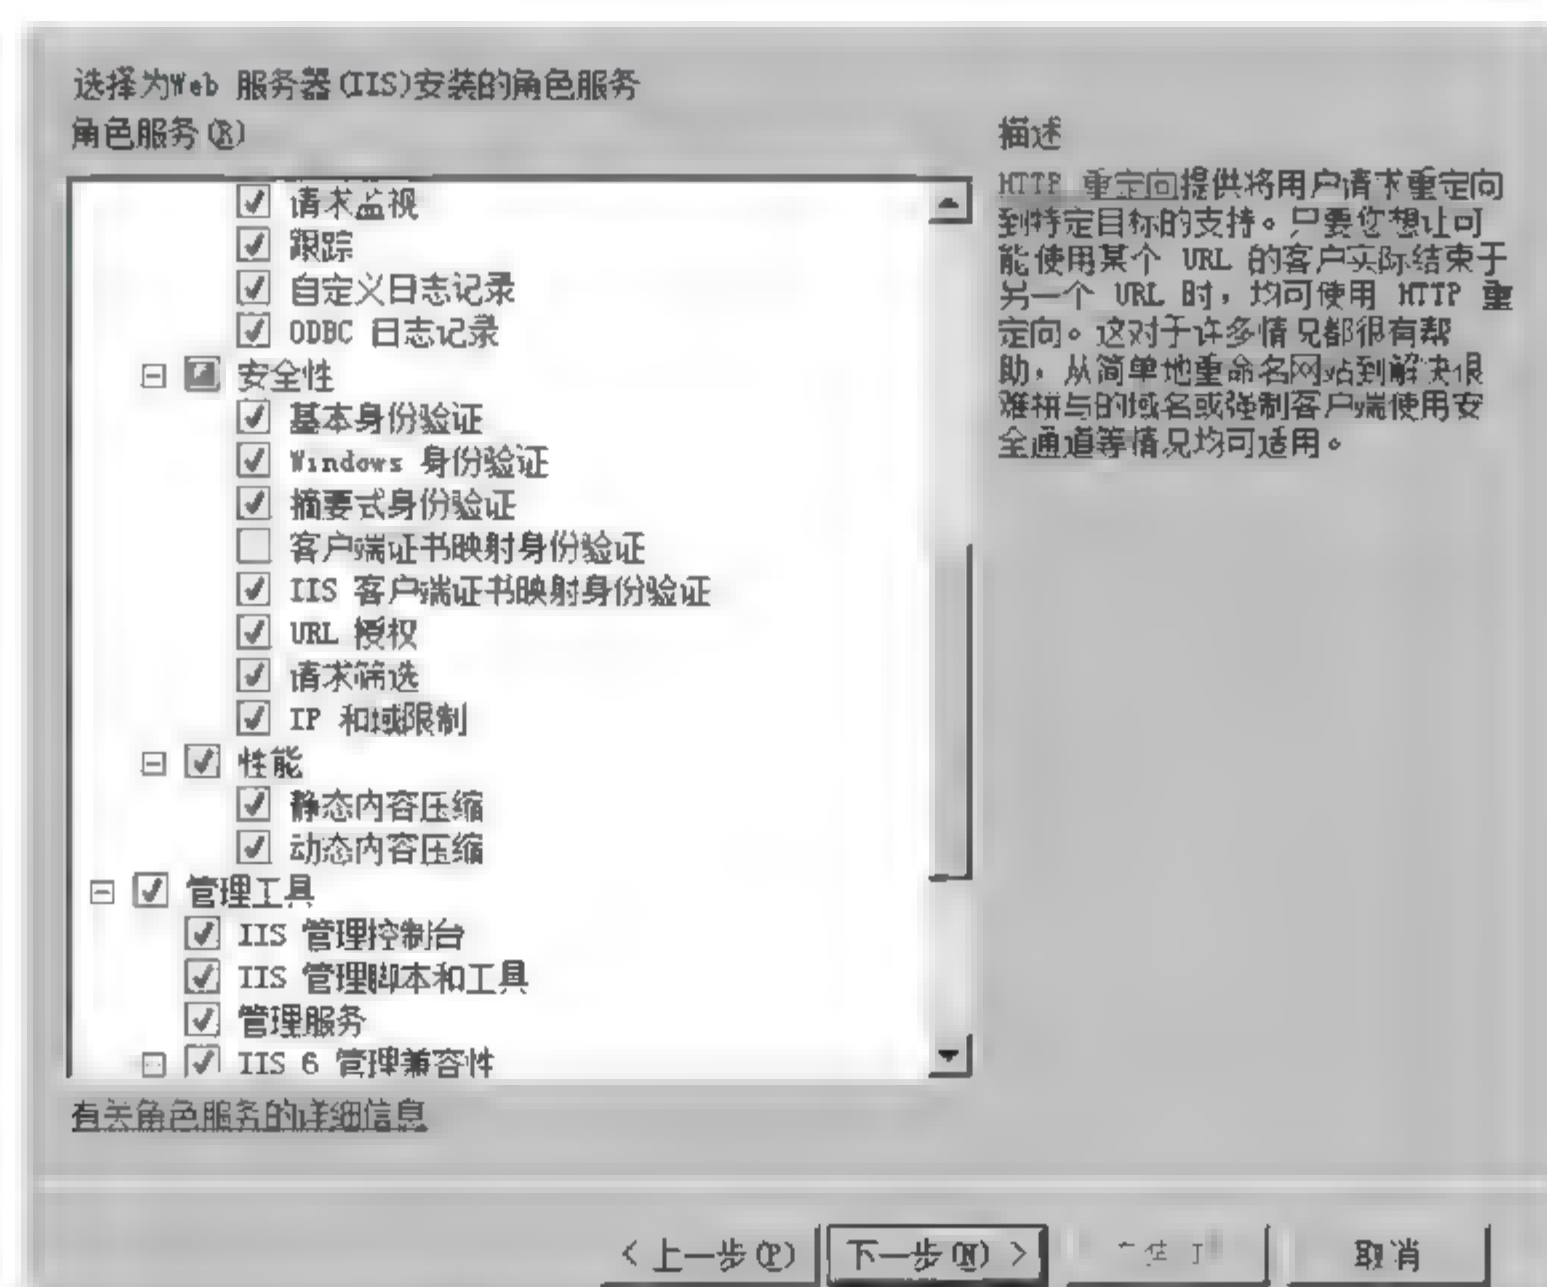 选择为Web 服务器(IIS)安装的角色服务
角色服务(R)
请求监视
跟踪
自定义日志记录
ODBC 日志记录
安全性
基本身份验证
Windows 身份验证
摘要式身份验证
客户端证书映射身份验证
IIS 客户端证书映射身份验证
URL 授权
请求筛选
IP 和域限制
性能
静态内容压缩
动态内容压缩
管理工具
IIS 管理控制台
IIS 管理脚本和工具
管理服务
IIS 6 管理兼容性
有关角色服务的详细信息
描述
HTTP 重定向提供将用户请求重定向
到特定目标的支持。只要您想让可
能使用某个 URL 的客户实际结束于
另一个 URL 时，均可使用 HTTP 重
定向。这对于许多情况都很有帮
助，从简单地重命名网站到解决很
难拼写的域名或强制客户端使用安
全通道等情况均可适用。
< 上一步(P)
下一步(N) >
取消